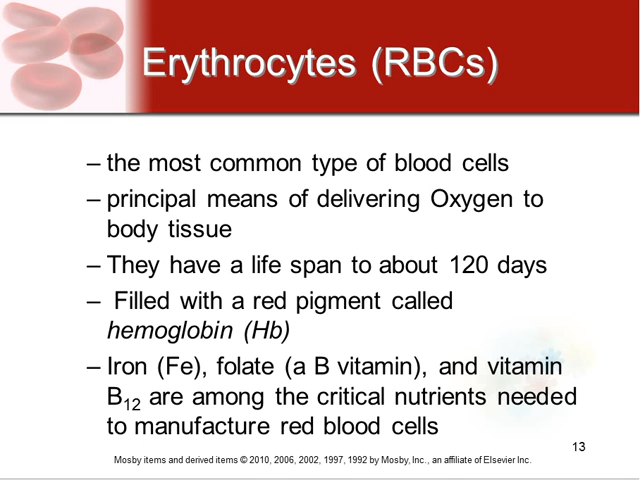 Erythrocytes (RBCs)
– the most common type of blood cells
– principal means of delivering Oxygen to
body tissue
– They have a life span to about 120 days
– Filled with a red pigment called
hemoglobin (Hb)
– Iron (Fe), folate (a B vitamin), and vitamin
B12 are among the critical nutrients needed
to manufacture red blood cells
13
Mosby items and derived items © 2010, 2006, 2002, 1997, 1992 by Mosby, Inc., an affiliate of Elsevier Inc.